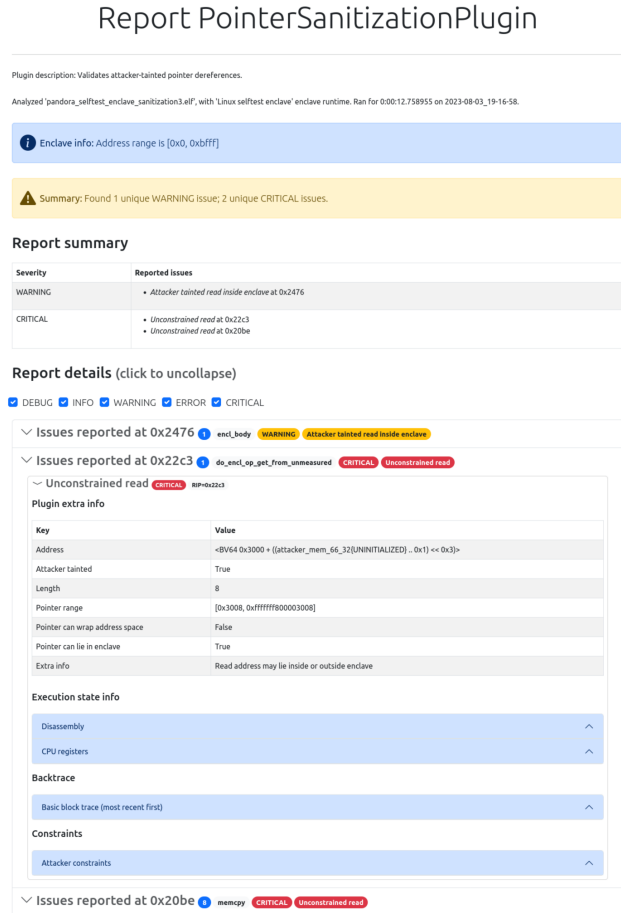 Report PointerSanitizationPlugin
Plugin description: Validates attacker-tainted pointer dereferences.
Analyzed 'pandora_selftest_enclave_sanitization3.elf', with 'Linux selftest enclave' enclave runtime. Ran for 0:00:12.758955 on 2023-08-03_19-16-58.
Enclave info: Address range is [0x0, 0xbfff]
Summary: Found 1 unique WARNING issue; 2 unique CRITICAL issues.
Report summary
Severity Reported issues
WARNING • Attacker tainted read inside enclave at 0x2476
CRITICAL • Unconstrained read at 0x22c3
• Unconstrained read at 0x20be
Report details (click to uncollapse)
DEBUG INFO WARNING ERROR CRITICAL
Issues reported at 0x2476 1 encl_body WARNING Attacker tainted read inside enclave
Issues reported at 0x22c3 1 do_encl_op_get_from_unmeasured CRITICAL Unconstrained read
Unconstrained read CRITICAL RIP=0x22c3
Plugin extra info
Key Value
Address <BV64 0x3000 + ((attacker_mem_66_32{UNINITIALIZED} .. 0x1) << 0x3)>
Attacker tainted True
Length 8
Pointer range [0x3008, 0xfffffff800003008]
Pointer can wrap address space False
Pointer can lie in enclave True
Extra info Read address may lie inside or outside enclave
Execution state info
Disassembly
CPU registers
Backtrace
Basic block trace (most recent first)
Constraints
Attacker constraints
Issues reported at 0x20be 8 memcpy CRITICAL Unconstrained read